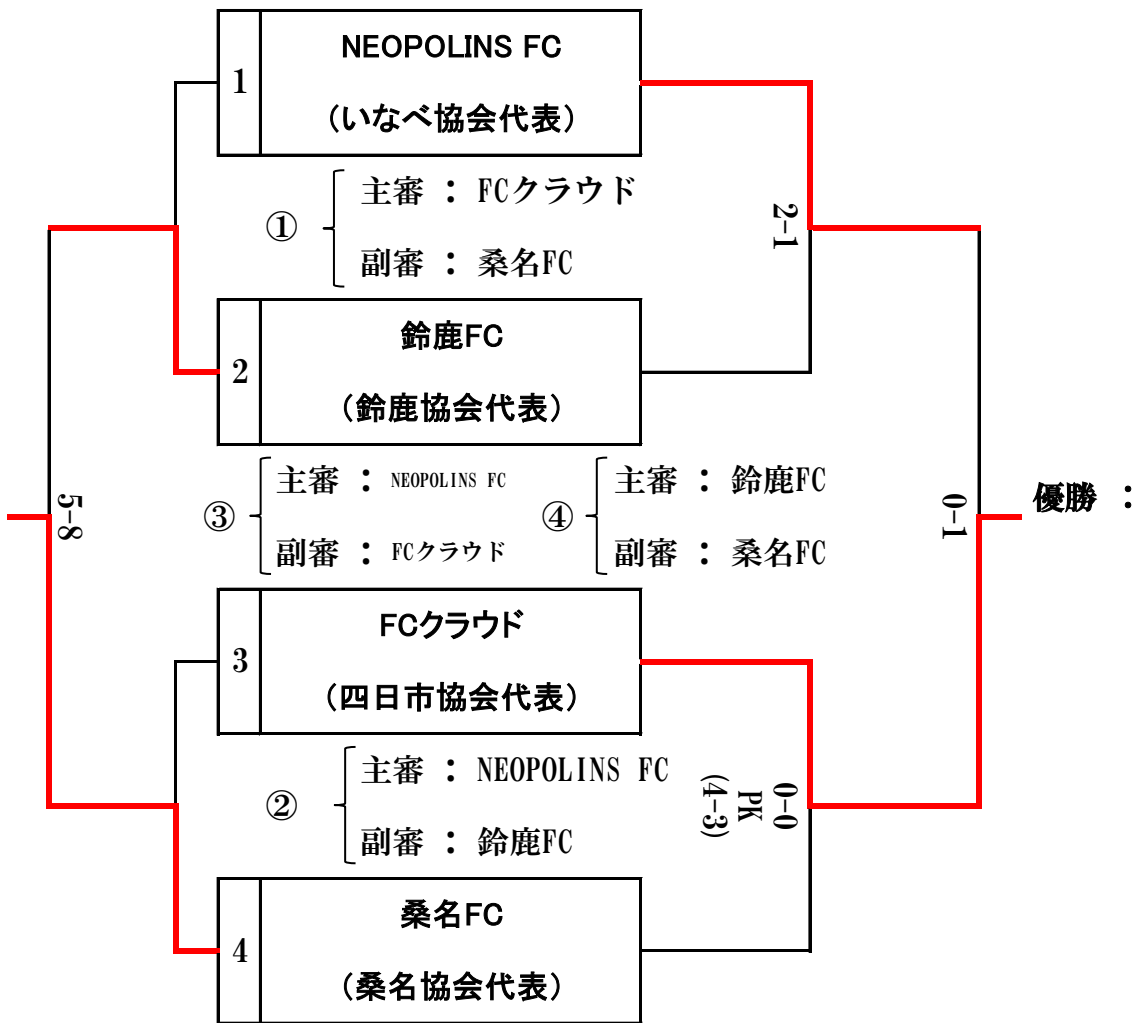 1
NEOPOLINS FC
(いなべ協会代表)
①
主審 : FCクラウド
副審 : 桑名FC
2-1
2
鈴鹿FC
(鈴鹿協会代表)
5-8
③
主審 : NEOPOLINS FC
副審 : FCクラウド
④
主審 : 鈴鹿FC
副審 : 桑名FC
0-1
優勝 :
3
FCクラウド
(四日市協会代表)
②
主審 : NEOPOLINS FC
副審 : 鈴鹿FC
0-0
PK
(4-3)
4
桑名FC
(桑名協会代表)